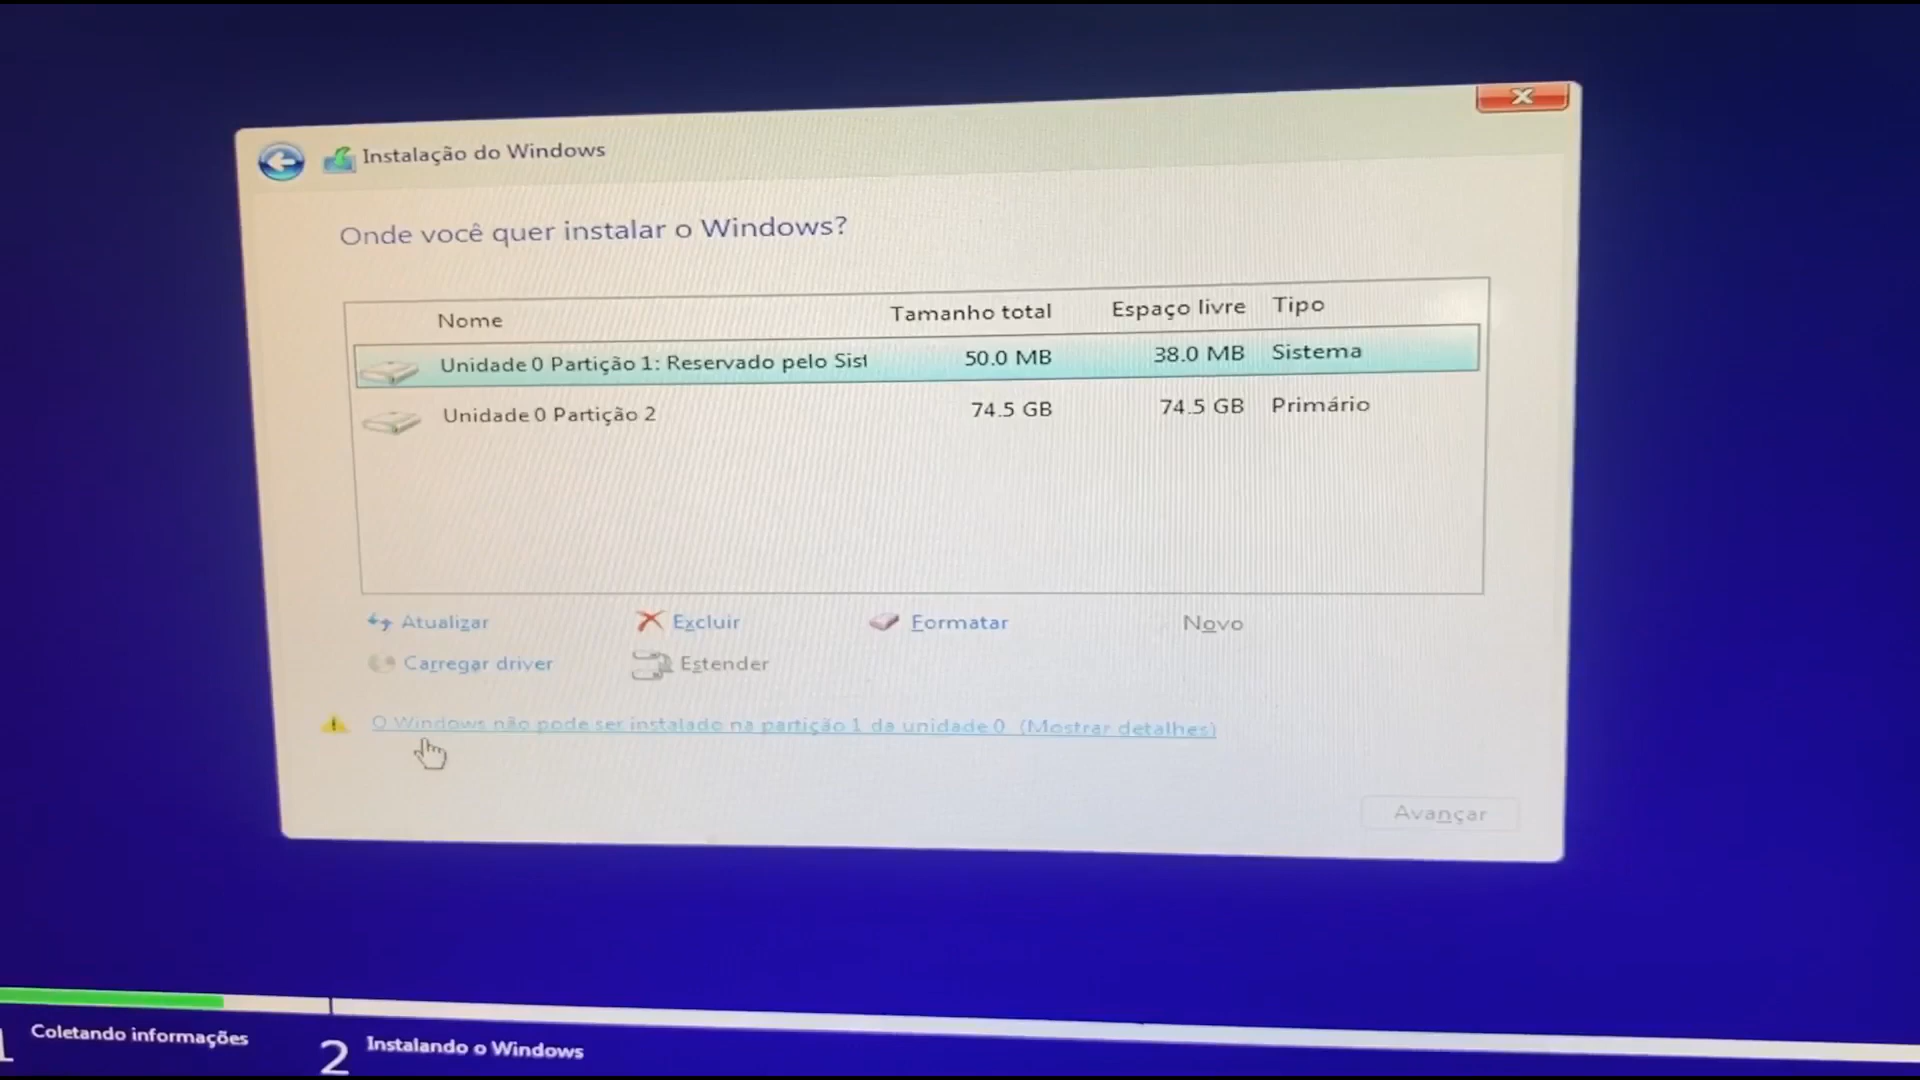 Instalação do Windows
Onde você quer instalar o Windows?
Nome Tamanho total Espaço livre Tipo
Unidade 0 Partição 1: Reservado pelo Sist 50.0 MB 38.0 MB Sistema
Unidade 0 Partição 2 74.5 GB 74.5 GB Primário
Atualizar Excluir Formatar Novo
Carregar driver Estender
O Windows não pode ser instalado na partição 1 da unidade 0. (Mostrar detalhes)
Avançar
1 Coletando informações 2 Instalando o Windows